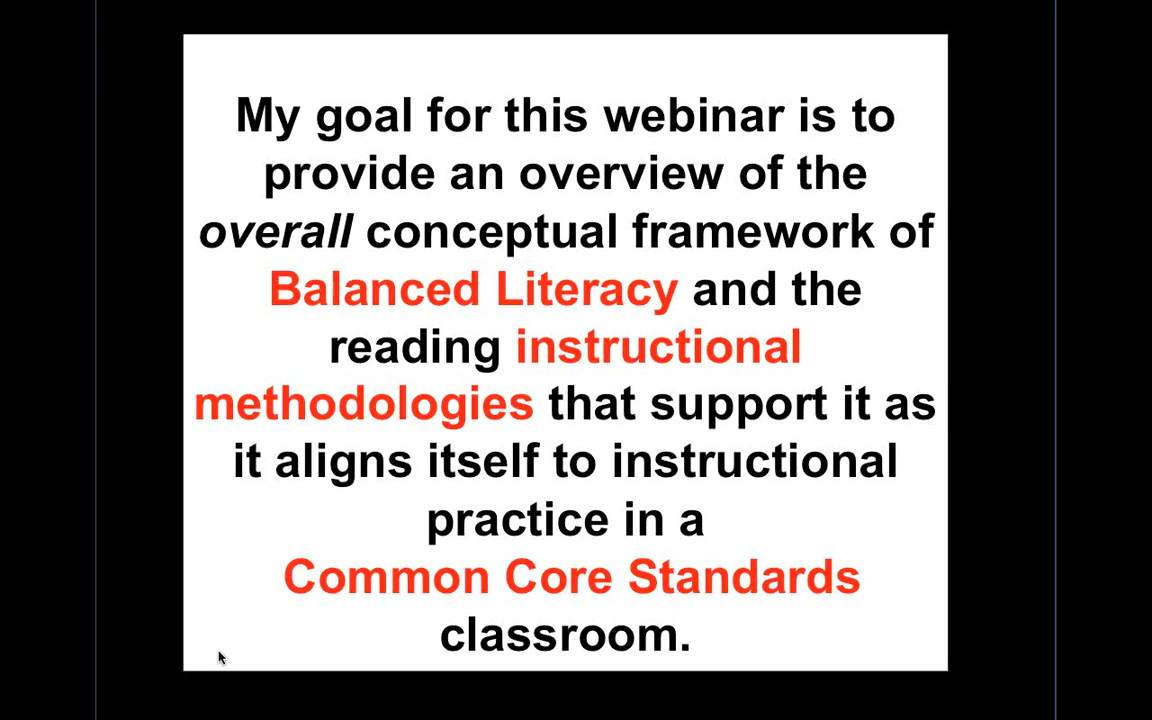 My goal for this webinar is to
provide an overview of the
overall conceptual framework of
Balanced Literacy and the
reading instructional
methodologies that support it as
it aligns itself to instructional
practice in a
Common Core Standards
classroom.